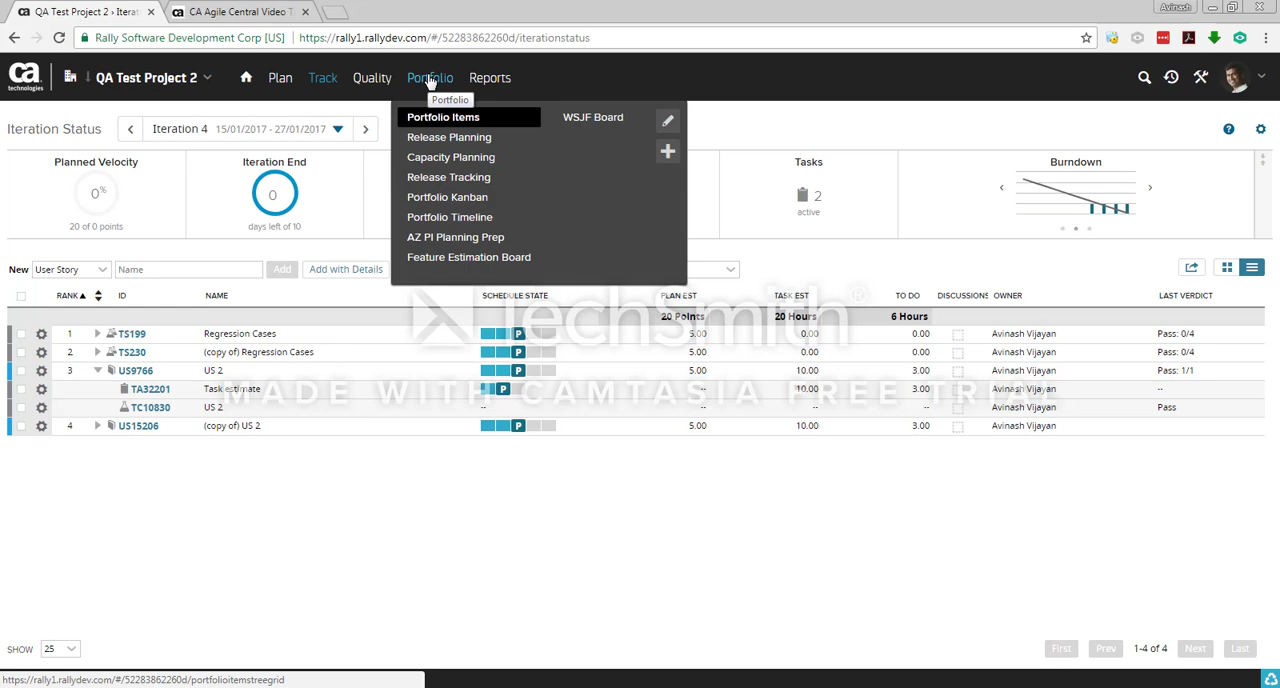 QA Test Project 2 › Iterat
CA Agile Central Video T
Avinash
Rally Software Development Corp [US]
https://rally1.rallydev.com/#/52283862260d/iterationstatus
ca technologies
QA Test Project 2
Plan
Track
Quality
Portfolio
Reports
Portfolio
Iteration Status
Iteration 4 15/01/2017 - 27/01/2017
Portfolio Items
WSJF Board
Release Planning
Capacity Planning
Release Tracking
Portfolio Kanban
Portfolio Timeline
AZ PI Planning Prep
Feature Estimation Board
Planned Velocity
0%
20 of 0 points
Iteration End
0
days left of 10
Tasks
2
active
Burndown
New User Story Name Add Add with Details
RANK ID NAME SCHEDULE STATE PLAN EST TASK EST TO DO DISCUSSIONS OWNER LAST VERDICT
20 Points 20 Hours 6 Hours
1 TS199 Regression Cases P 5.00 0.00 0.00 Avinash Vijayan Pass: 0/4
2 TS230 (copy of) Regression Cases P 5.00 0.00 0.00 Avinash Vijayan Pass: 0/4
3 US9766 US 2 P 5.00 10.00 3.00 Avinash Vijayan Pass: 1/1
TA32201 Task estimate P -- 10.00 3.00 Avinash Vijayan --
TC10830 US 2 -- -- -- -- Avinash Vijayan Pass
4 US15206 (copy of) US 2 P 5.00 10.00 3.00 Avinash Vijayan
TechSmith®
MADE WITH CAMTASIA FREE TRIAL
SHOW 25
First Prev 1-4 of 4 Next Last
https://rally1.rallydev.com/#/52283862260d/portfolioitemstreegrid